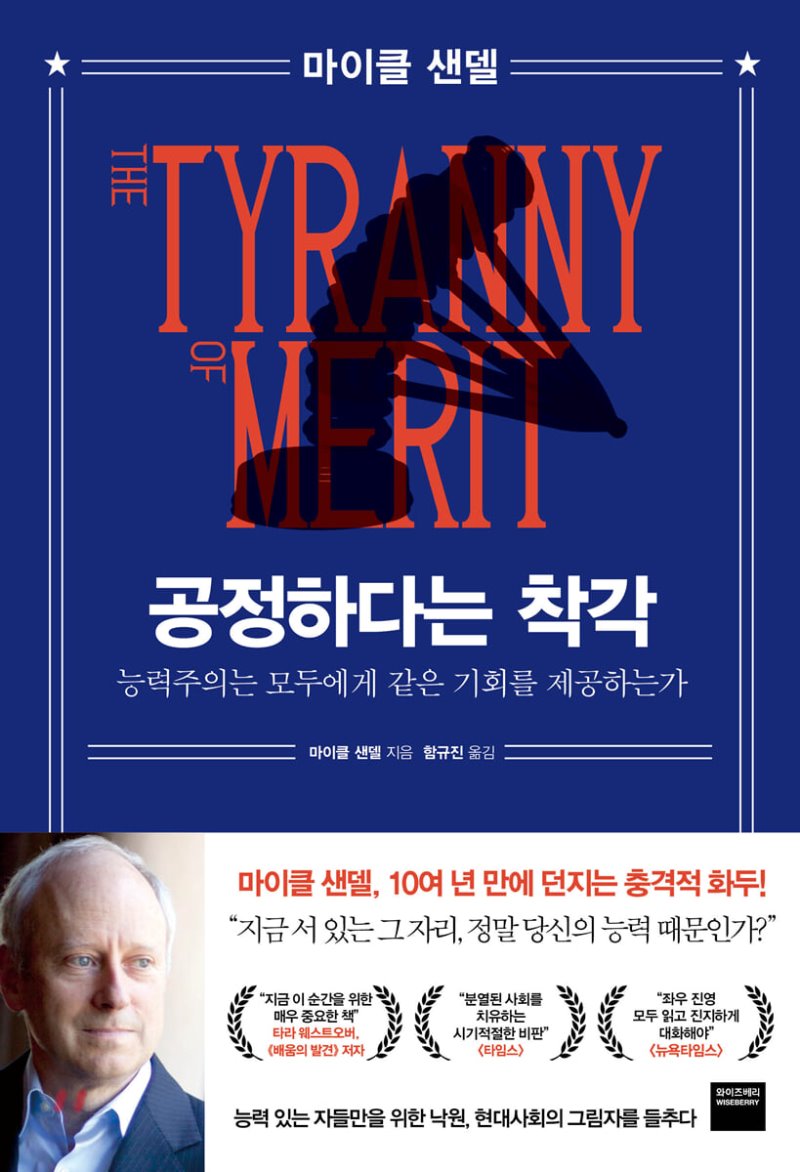 마이클 샌델
THE
TYRANNY
OF
MERIT
공정하다는 착각
능력주의는 모두에게 같은 기회를 제공하는가
마이클 샌델 지음 함규진 옮김
마이클 샌델, 10여 년 만에 던지는 충격적 화두!
“지금 서 있는 그 자리, 정말 당신의 능력 때문인가?”
“지금 이 순간을 위한
매우 중요한 책”
타라 웨스트오버,
《배움의 발견》 저자
“분열된 사회를
치유하는
시기적절한 비판”
〈타임스〉
“좌우 진영
모두 읽고 진지하게
대화해야”
〈뉴욕타임스〉
능력 있는 자들만을 위한 낙원, 현대사회의 그림자를 들추다
와이즈베리
WISEBERRY